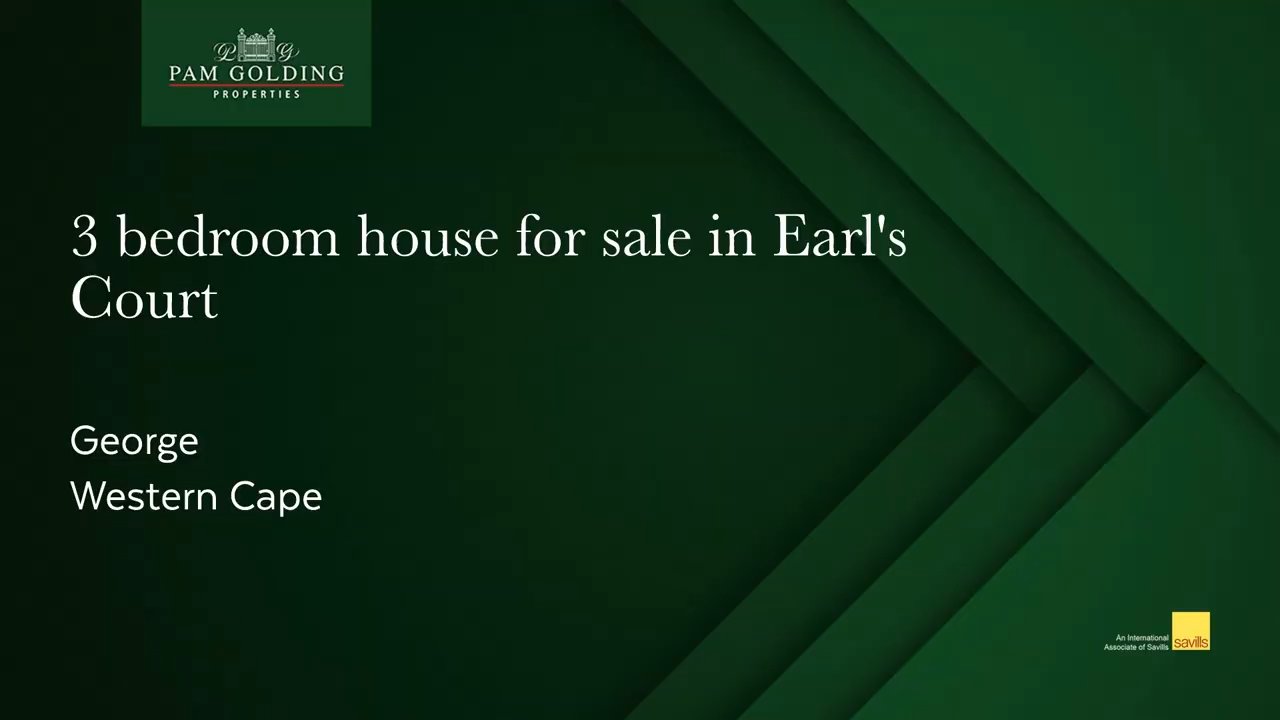 P G
PAM GOLDING
PROPERTIES
3 bedroom house for sale in Earl's
Court
George
Western Cape
An International
Associate of Savills
savills